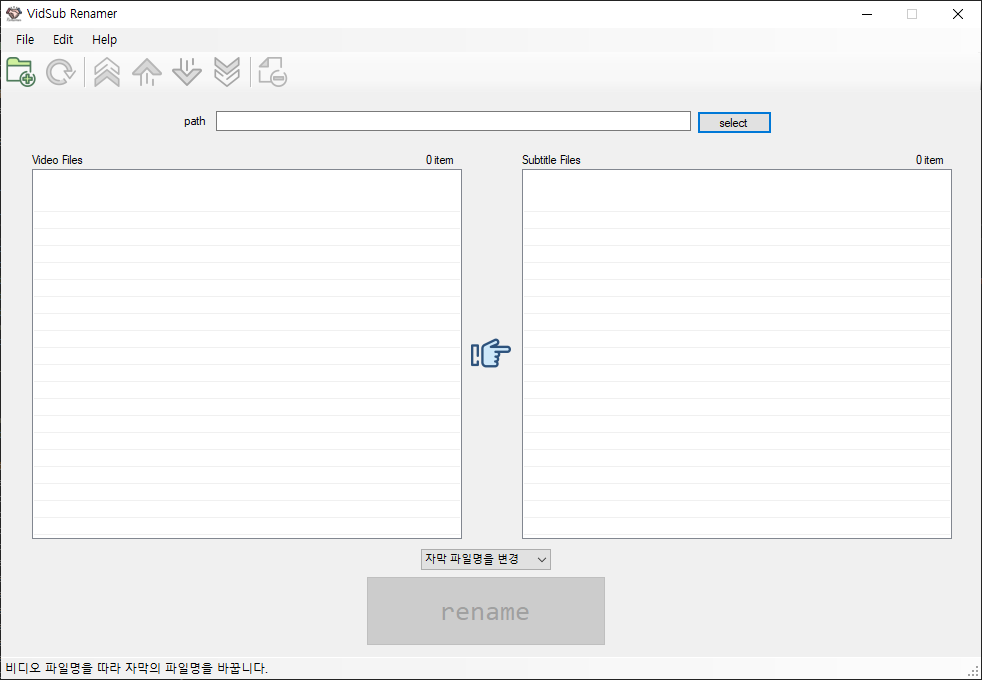 VidSub Renamer
File Edit Help
path select
Video Files 0 item Subtitle Files 0 item
자막 파일명을 변경
rename
비디오 파일명을 따라 자막의 파일명을 바꿉니다.